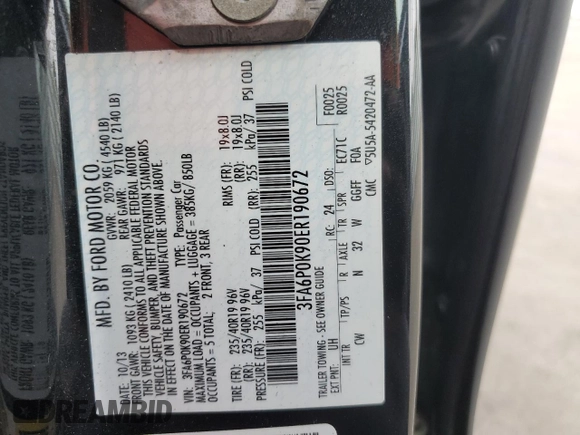 MFD. BY FORD MOTOR CO.
10/13 GVWR: 2059 KG ( 4540 LB)
FRONT GAWR: 1093 KG ( 2410 LB) REAR GAWR: 971 KG ( 2140 LB)
THIS VEHICLE CONFORMS TO ALL APPLICABLE FEDERAL MOTOR
VEHICLE SAFETY, BUMPER, AND THEFT PREVENTION STANDARDS
IN EFFECT ON THE DATE OF MANUFACTURE SHOWN ABOVE.
VIN: 3FA6P0K90ER190672 TYPE: Passenger Car
MAXIMUM LOAD = OCCUPANTS + LUGGAGE = 385KG/ 850LB
OCCUPANTS = 5 TOTAL: 2 FRONT, 3 REAR
TIRE (FR): 235/40R19 96V RIMS (FR): 19x8.0J
(RR): 235/40R19 96V (RR): 19x8.0J
PRESSURE (FR): 255 kPa/ 37 PSI COLD (RR): 255 kPa/ 37 PSI COLD
3FA6P0K90ER190672
F0025
R0025
TRAILER TOWING - SEE OWNER GUIDE
EXT PNT: UH RC: 24 DSO: EC71C
INT TR TP/PS R AXLE TR SPR
CW N 32 W GGFF F0A
CMC 5U5A-5420472-AA
DREAMBID